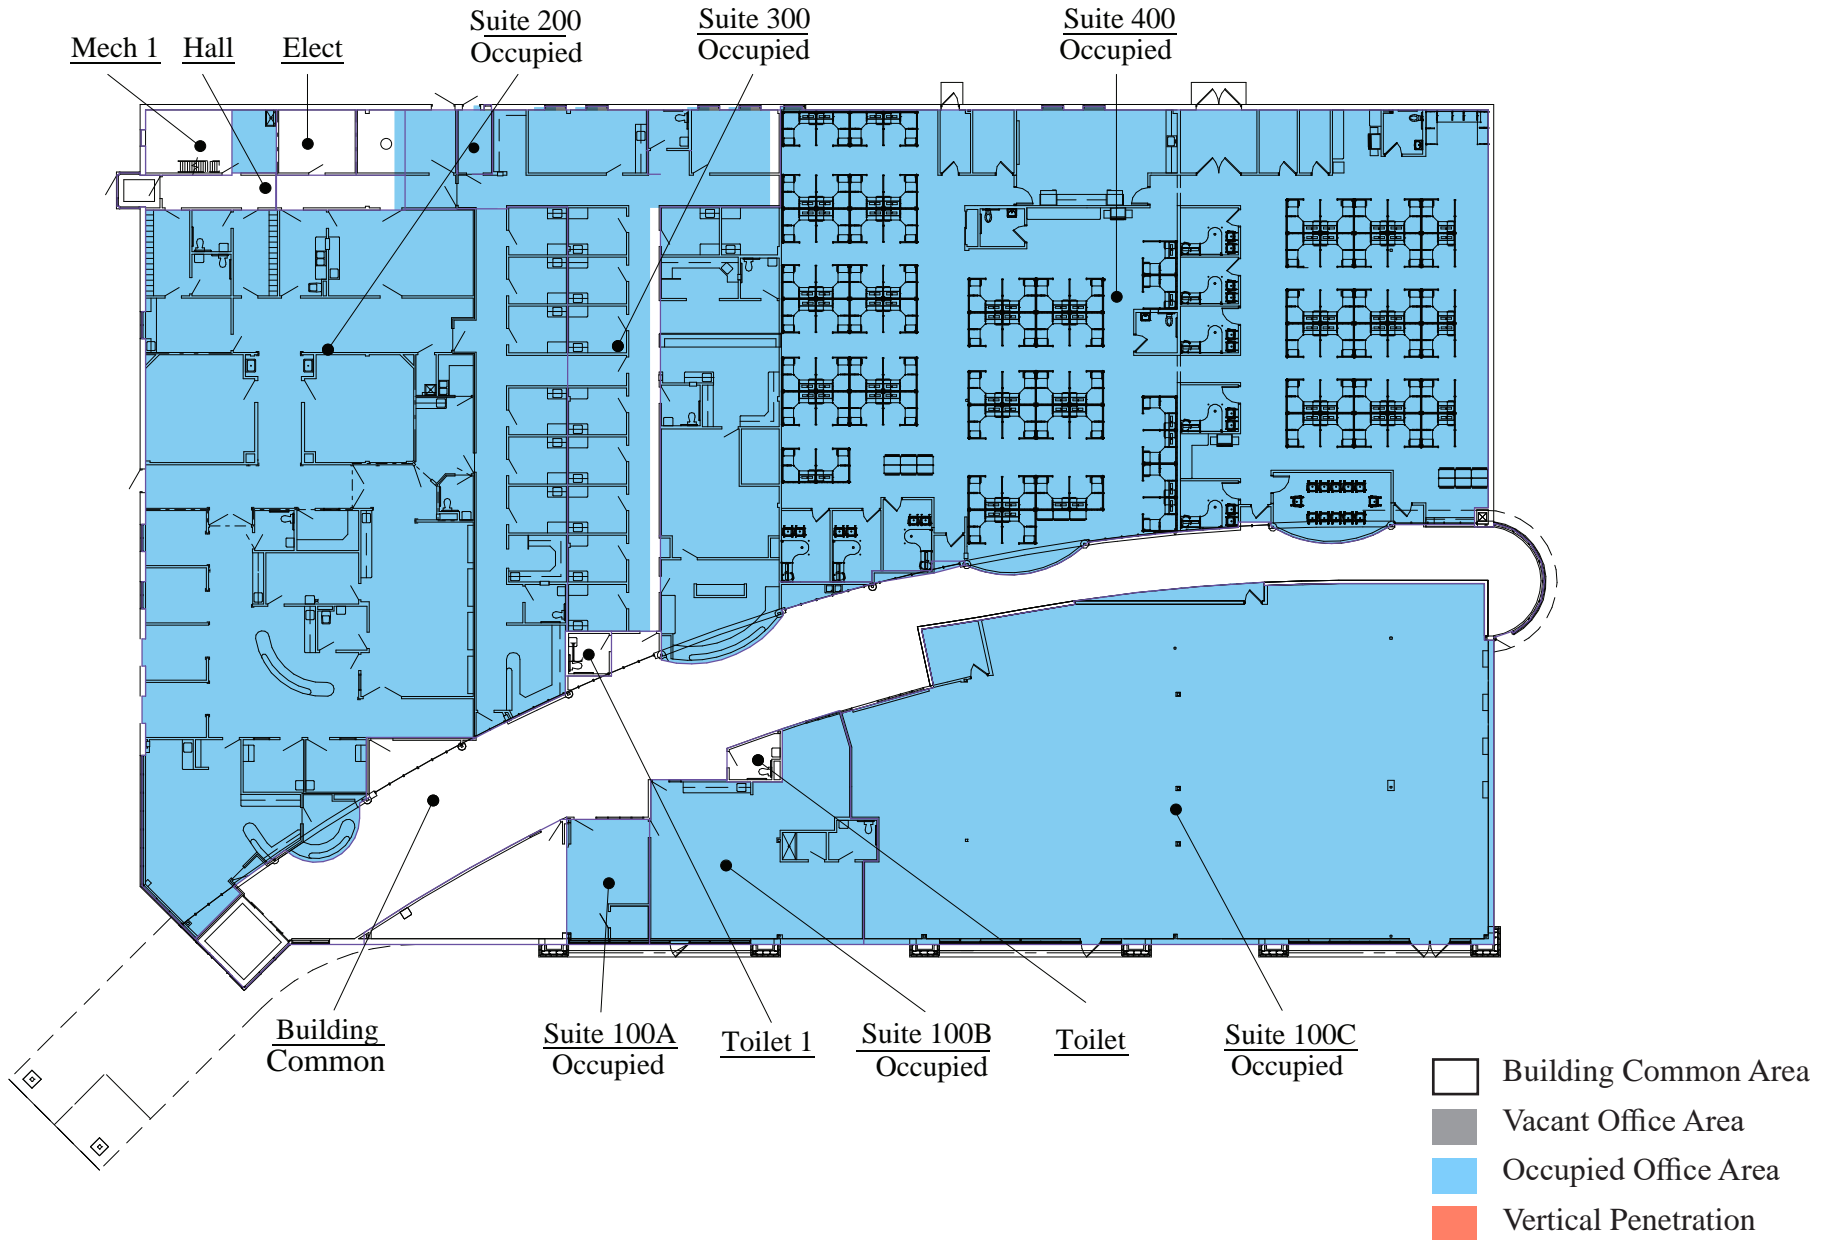 Mech 1
Hall
Elect
Suite 200
Occupied
Suite 300
Occupied
Suite 400
Occupied
Building
Common
Suite 100A
Occupied
Toilet 1
Suite 100B
Occupied
Toilet
Suite 100C
Occupied
Building Common Area
Vacant Office Area
Occupied Office Area
Vertical Penetration